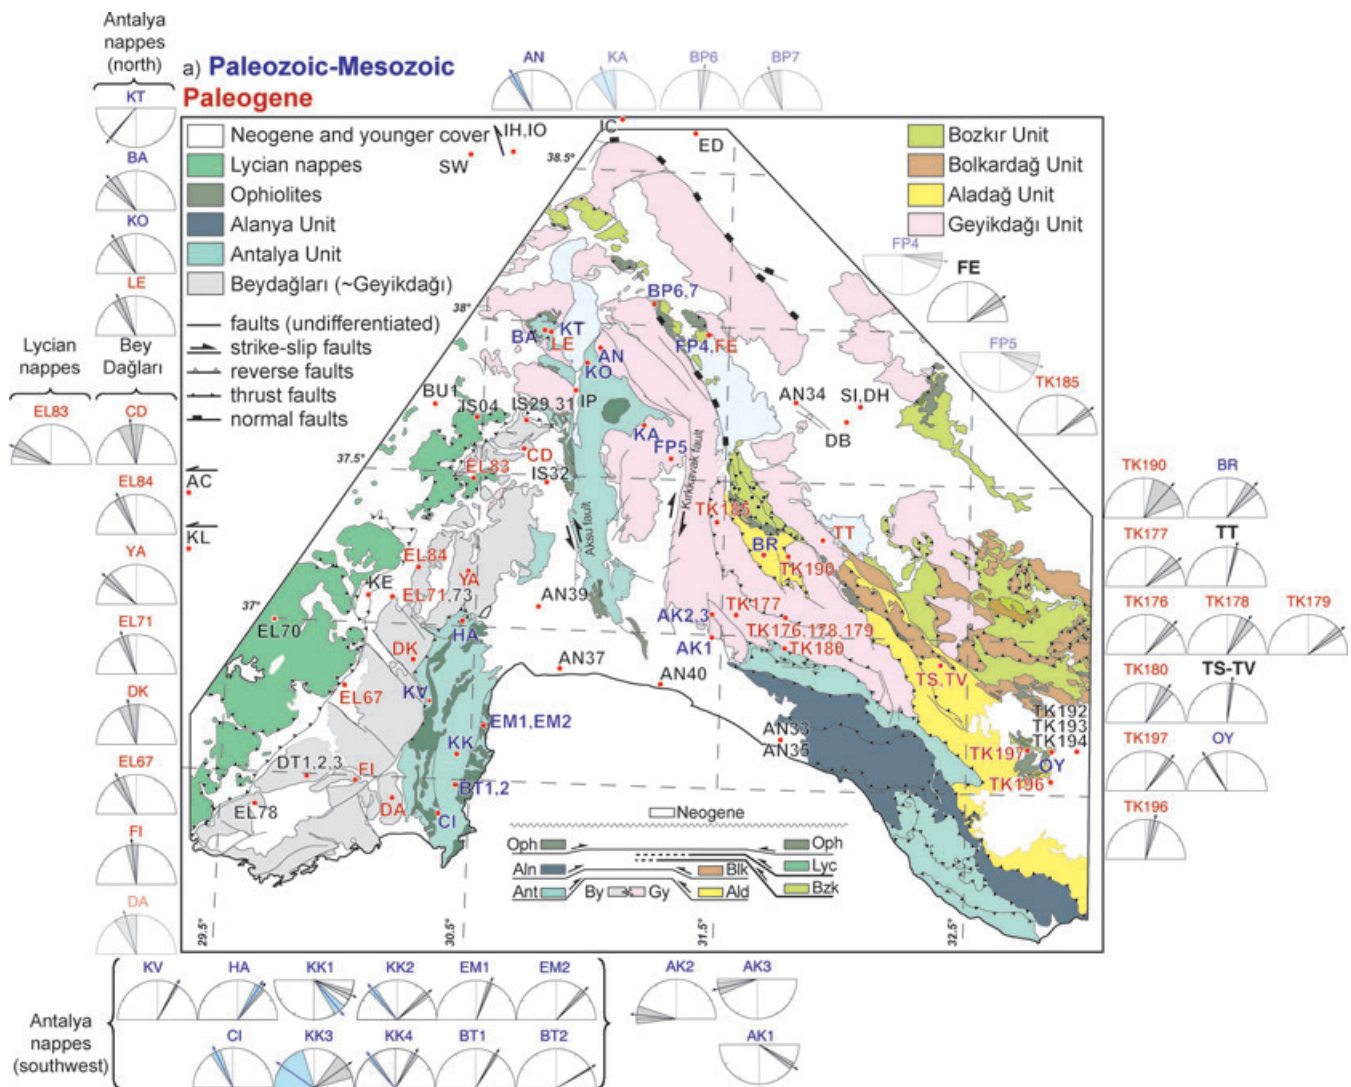 Antalya
nappes
(north)
KT
BA
KO
LE
Lycian
nappes
Bey
Dağları
EL83
CD
EL84
YA
EL71
DK
EL67
FI
DA
a) Paleozoic-Mesozoic
Paleogene
AN
KA
BP6
BP7
Neogene and younger cover
Lycian nappes
Ophiolites
Alanya Unit
Antalya Unit
Beydağları (~Geyikdağı)
faults (undifferentiated)
strike-slip faults
reverse faults
thrust faults
normal faults
Bozkır Unit
Bolkardağ Unit
Aladağ Unit
Geyikdağı Unit
IH,IO
SW
IC
ED
38.5°
38°
37.5°
37°
29.5°
30.5°
31.5°
32.5°
BP6,7
BA
KT
LE
AN
KO
FP4,FE
BU1
IS04
IS29,31
IP
AN34
SI,DH
DB
KA
FP5
CD
EL83
IS32
AC
KL
Aksu fault
Kırkkavak fault
TK185
BR
TT
TK190
EL84
YA
KE
EL71,73
EL70
HA
AN39
AK2,3
TK177
TK176,178,179
AK1
TK180
DK
EL67
KV
AN37
AN40
TS,TV
EM1,EM2
KK
AN33
AN35
TK192
TK193
TK194
TK197
OY
TK196
DT1,2,3
FI
BT1,2
DA
CI
EL78
Neogene
Oph
Oph
Aln
Blk
Lyc
Ant
By
Gy
Ald
Bzk
FP4
FE
FP5
TK185
TK190
BR
TK177
TT
TK176
TK178
TK179
TK180
TS-TV
TK197
OY
TK196
Antalya
nappes
(southwest)
KV
HA
KK1
KK2
EM1
EM2
CI
KK3
KK4
BT1
BT2
AK2
AK3
AK1